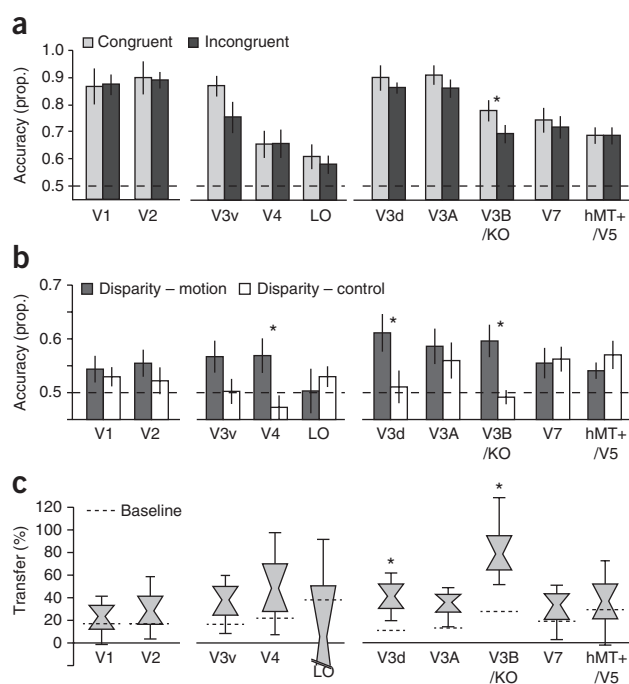 a
Congruent Incongruent
Accuracy (prop.)
1.0
0.9
0.8
0.7
0.6
0.5
*
V1 V2 V3v V4 LO V3d V3A V3B V7 hMT+
/KO /V5
b
Disparity – motion Disparity – control
Accuracy (prop.)
0.7
0.6
0.5
* * *
V1 V2 V3v V4 LO V3d V3A V3B V7 hMT+
/KO /V5
c
Baseline
Transfer (%)
120
100
80
60
40
20
0
* *
V1 V2 V3v V4 LO V3d V3A V3B V7 hMT+
/KO /V5